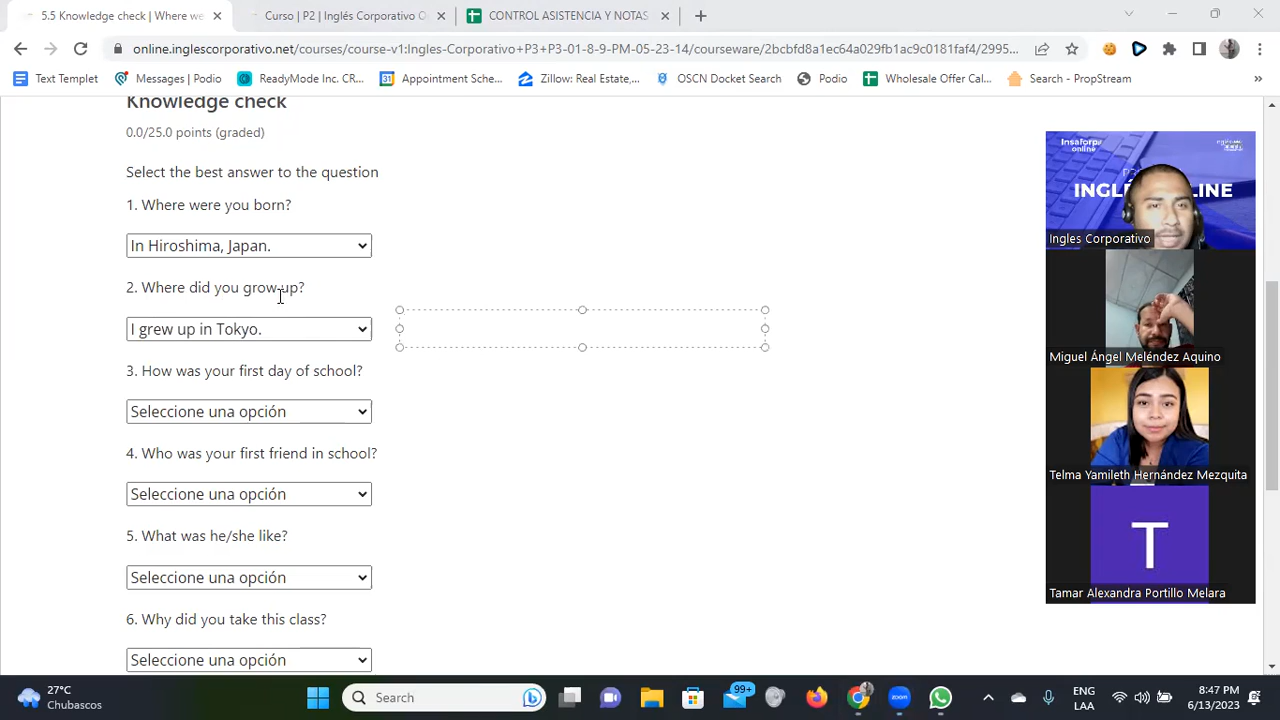 5.5 Knowledge check | Where we
Curso | P2 | Inglés Corporativo O
CONTROL ASISTENCIA Y NOTAS
online.inglescorporativo.net/courses/course-v1:Ingles-Corporativo+P3+P3-01-8-9-PM-05-23-14/courseware/2bcbfd8a1ec64a029fb1ac9c0181faf4/2995...
Text Templet
Messages | Podio
ReadyMode Inc. CR...
Appointment Sche...
Zillow: Real Estate,...
OSCN Docket Search
Podio
Wholesale Offer Cal...
Search - PropStream
Knowledge check
0.0/25.0 points (graded)
Select the best answer to the question
1. Where were you born?
In Hiroshima, Japan.
2. Where did you grow up?
I grew up in Tokyo.
3. How was your first day of school?
Seleccione una opción
4. Who was your first friend in school?
Seleccione una opción
5. What was he/she like?
Seleccione una opción
6. Why did you take this class?
Seleccione una opción
Insaforp
online
Ingles Corporativo
Miguel Ángel Meléndez Aquino
Telma Yamileth Hernández Mezquita
T
Tamar Alexandra Portillo Melara
27°C
Chubascos
Search
99+
ENG
LAA
8:47 PM
6/13/2023